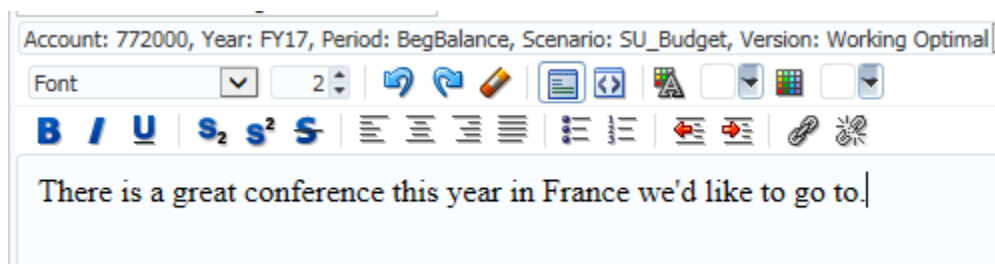 Account: 772000, Year: FY17, Period: BegBalance, Scenario: SU_Budget, Version: Working Optimal
Font 2
B I U S₂ S² S
There is a great conference this year in France we'd like to go to.